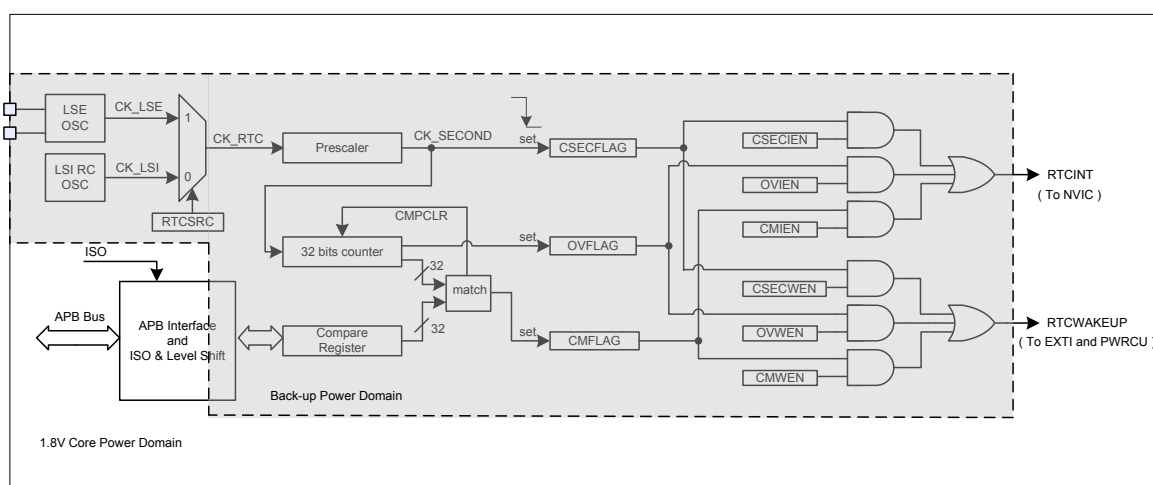 LSE
OSC
CK_LSE
1
CK_RTC
Prescaler
CK_SECOND
set
CSECFLAG
CSECIEN
LSI RC
OSC
CK_LSI
0
RTCSRC
OVIEN
RTCINT
( To NVIC )
CMPCLR
CMIEN
32 bits counter
set
OVFLAG
ISO
32
match
CSECWEN
APB Bus
APB Interface
and
ISO & Level Shift
Compare
Register
32
set
CMFLAG
OVWEN
RTCWAKEUP
( To EXTI and PWRCU )
CMWEN
Back-up Power Domain
1.8V Core Power Domain